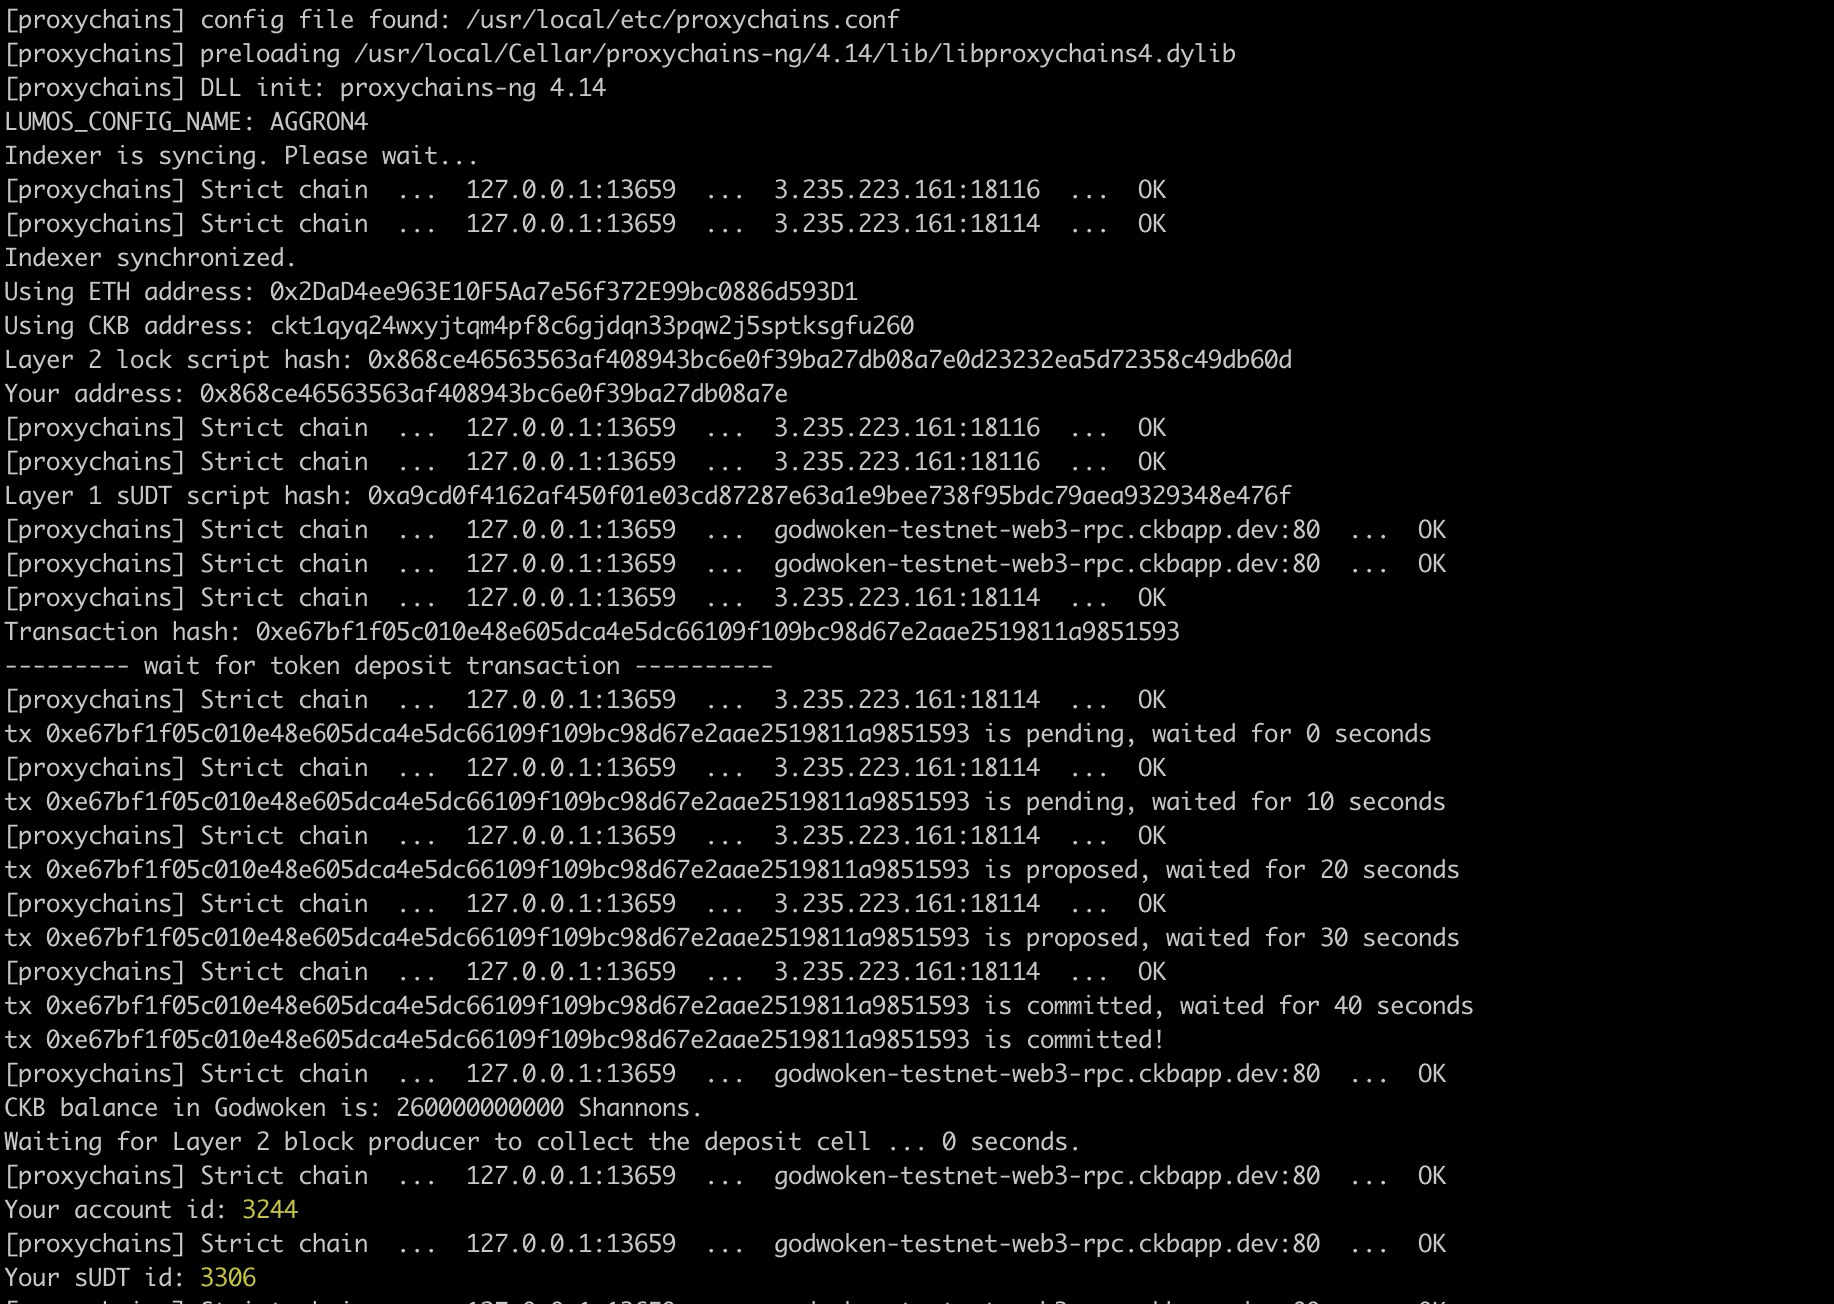 [proxychains] config file found: /usr/local/etc/proxychains.conf
[proxychains] preloading /usr/local/Cellar/proxychains-ng/4.14/lib/libproxychains4.dylib
[proxychains] DLL init: proxychains-ng 4.14
LUMOS_CONFIG_NAME: AGGRON4
Indexer is syncing. Please wait...
[proxychains] Strict chain  ...  127.0.0.1:13659  ...  3.235.223.161:18116  ...  OK
[proxychains] Strict chain  ...  127.0.0.1:13659  ...  3.235.223.161:18114  ...  OK
Indexer synchronized.
Using ETH address: 0x2DaD4ee963E10F5Aa7e56f372E99bc0886d593D1
Using CKB address: ckt1qyq24wxyjtqm4pf8c6gjdqn33pqw2j5sptksgfu260
Layer 2 lock script hash: 0x868ce46563563af408943bc6e0f39ba27db08a7e0d23232ea5d72358c49db60d
Your address: 0x868ce46563563af408943bc6e0f39ba27db08a7e
[proxychains] Strict chain  ...  127.0.0.1:13659  ...  3.235.223.161:18116  ...  OK
[proxychains] Strict chain  ...  127.0.0.1:13659  ...  3.235.223.161:18116  ...  OK
Layer 1 sUDT script hash: 0xa9cd0f4162af450f01e03cd87287e63a1e9bee738f95bdc79aea9329348e476f
[proxychains] Strict chain  ...  127.0.0.1:13659  ...  godwoken-testnet-web3-rpc.ckbapp.dev:80  ...  OK
[proxychains] Strict chain  ...  127.0.0.1:13659  ...  godwoken-testnet-web3-rpc.ckbapp.dev:80  ...  OK
[proxychains] Strict chain  ...  127.0.0.1:13659  ...  3.235.223.161:18114  ...  OK
Transaction hash: 0xe67bf1f05c010e48e605dca4e5dc66109f109bc98d67e2aae2519811a9851593
--------- wait for token deposit transaction ----------
[proxychains] Strict chain  ...  127.0.0.1:13659  ...  3.235.223.161:18114  ...  OK
tx 0xe67bf1f05c010e48e605dca4e5dc66109f109bc98d67e2aae2519811a9851593 is pending, waited for 0 seconds
[proxychains] Strict chain  ...  127.0.0.1:13659  ...  3.235.223.161:18114  ...  OK
tx 0xe67bf1f05c010e48e605dca4e5dc66109f109bc98d67e2aae2519811a9851593 is pending, waited for 10 seconds
[proxychains] Strict chain  ...  127.0.0.1:13659  ...  3.235.223.161:18114  ...  OK
tx 0xe67bf1f05c010e48e605dca4e5dc66109f109bc98d67e2aae2519811a9851593 is proposed, waited for 20 seconds
[proxychains] Strict chain  ...  127.0.0.1:13659  ...  3.235.223.161:18114  ...  OK
tx 0xe67bf1f05c010e48e605dca4e5dc66109f109bc98d67e2aae2519811a9851593 is proposed, waited for 30 seconds
[proxychains] Strict chain  ...  127.0.0.1:13659  ...  3.235.223.161:18114  ...  OK
tx 0xe67bf1f05c010e48e605dca4e5dc66109f109bc98d67e2aae2519811a9851593 is committed, waited for 40 seconds
tx 0xe67bf1f05c010e48e605dca4e5dc66109f109bc98d67e2aae2519811a9851593 is committed!
[proxychains] Strict chain  ...  127.0.0.1:13659  ...  godwoken-testnet-web3-rpc.ckbapp.dev:80  ...  OK
CKB balance in Godwoken is: 260000000000 Shannons.
Waiting for Layer 2 block producer to collect the deposit cell ... 0 seconds.
[proxychains] Strict chain  ...  127.0.0.1:13659  ...  godwoken-testnet-web3-rpc.ckbapp.dev:80  ...  OK
Your account id: 3244
[proxychains] Strict chain  ...  127.0.0.1:13659  ...  godwoken-testnet-web3-rpc.ckbapp.dev:80  ...  OK
Your sUDT id: 3306